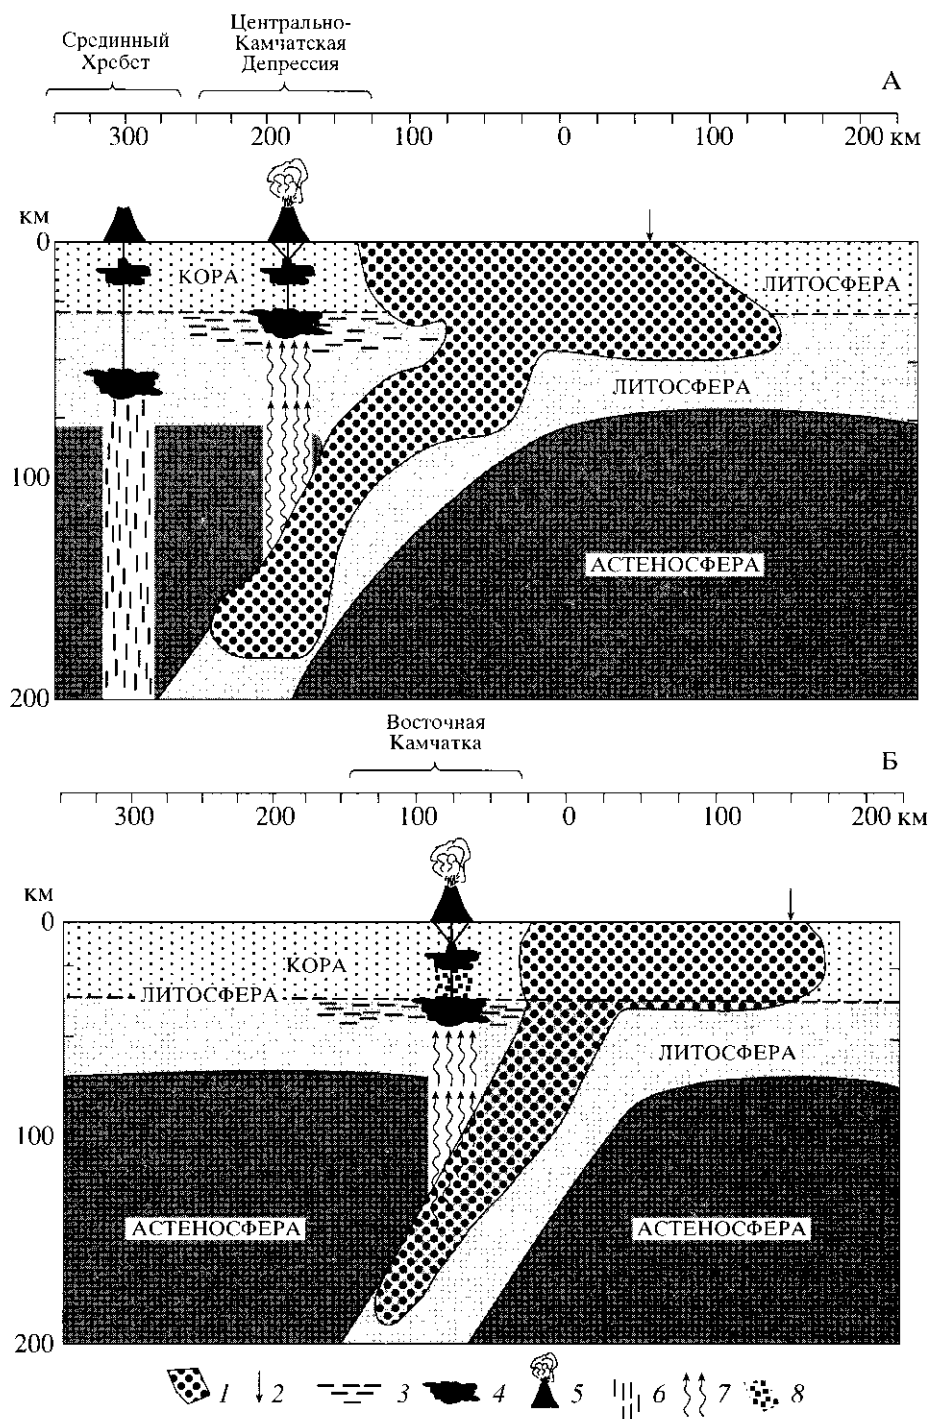 Срединный
Хребет
Центрально-
Камчатская
Депрессия
А
300 200 100 0 100 200 км
км
0
КОРА
ЛИТОСФЕРА
ЛИТОСФЕРА
100
АСТЕНОСФЕРА
200
Восточная
Камчатка
Б
300 200 100 0 100 200 км
км
0
КОРА
ЛИТОСФЕРА
ЛИТОСФЕРА
100
АСТЕНОСФЕРА АСТЕНОСФЕРА
200
1 2 3 4 5 6 7 8